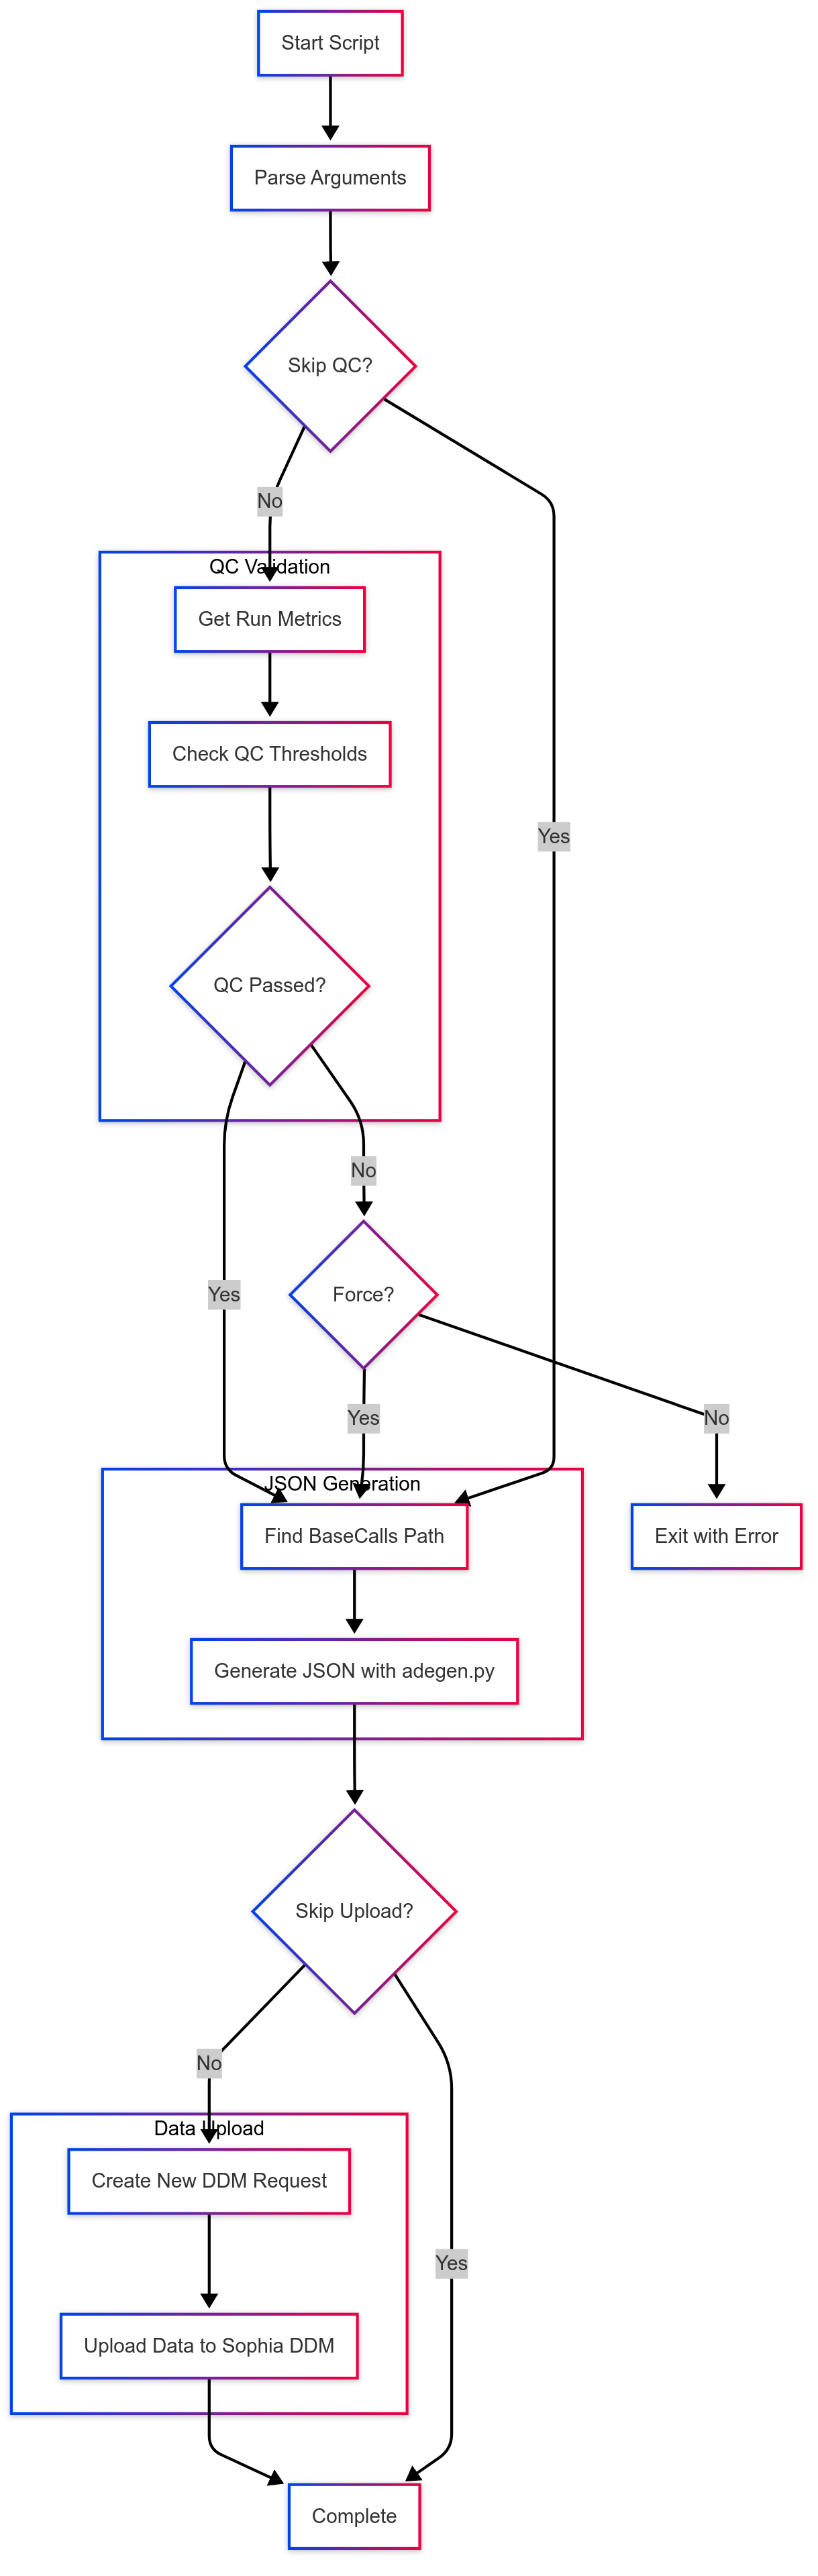 Start Script
Parse Arguments
Skip QC?
No
QC Validation
Get Run Metrics
Check QC Thresholds
Yes
QC Passed?
No
Yes
Force?
Yes
No
JSON Generation
Find BaseCalls Path
Exit with Error
Generate JSON with adegen.py
Skip Upload?
No
Data Upload
Create New DDM Request
Yes
Upload Data to Sophia DDM
Complete